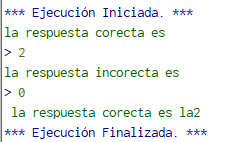 *** Ejecución Iniciada. ***
la respuesta corecta es
> 2
la respuesta incorecta es
> 0
la respuesta corecta es la2
*** Ejecución Finalizada. ***